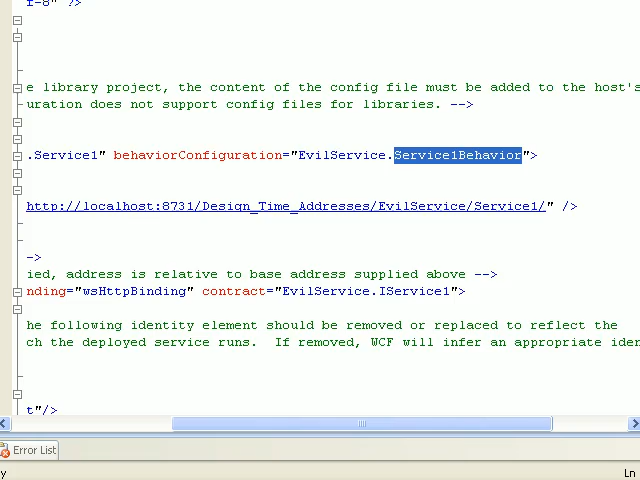 f-8" ?>
e library project, the content of the config file must be added to the host's
uration does not support config files for libraries. -->
.Service1" behaviorConfiguration="EvilService.Service1Behavior">
http://localhost:8731/Design_Time_Addresses/EvilService/Service1/" />
->
ied, address is relative to base address supplied above -->
nding="wsHttpBinding" contract="EvilService.IService1">
he following identity element should be removed or replaced to reflect the
ch the deployed service runs.  If removed, WCF will infer an appropriate iden
t"/>
Error List
y Ln